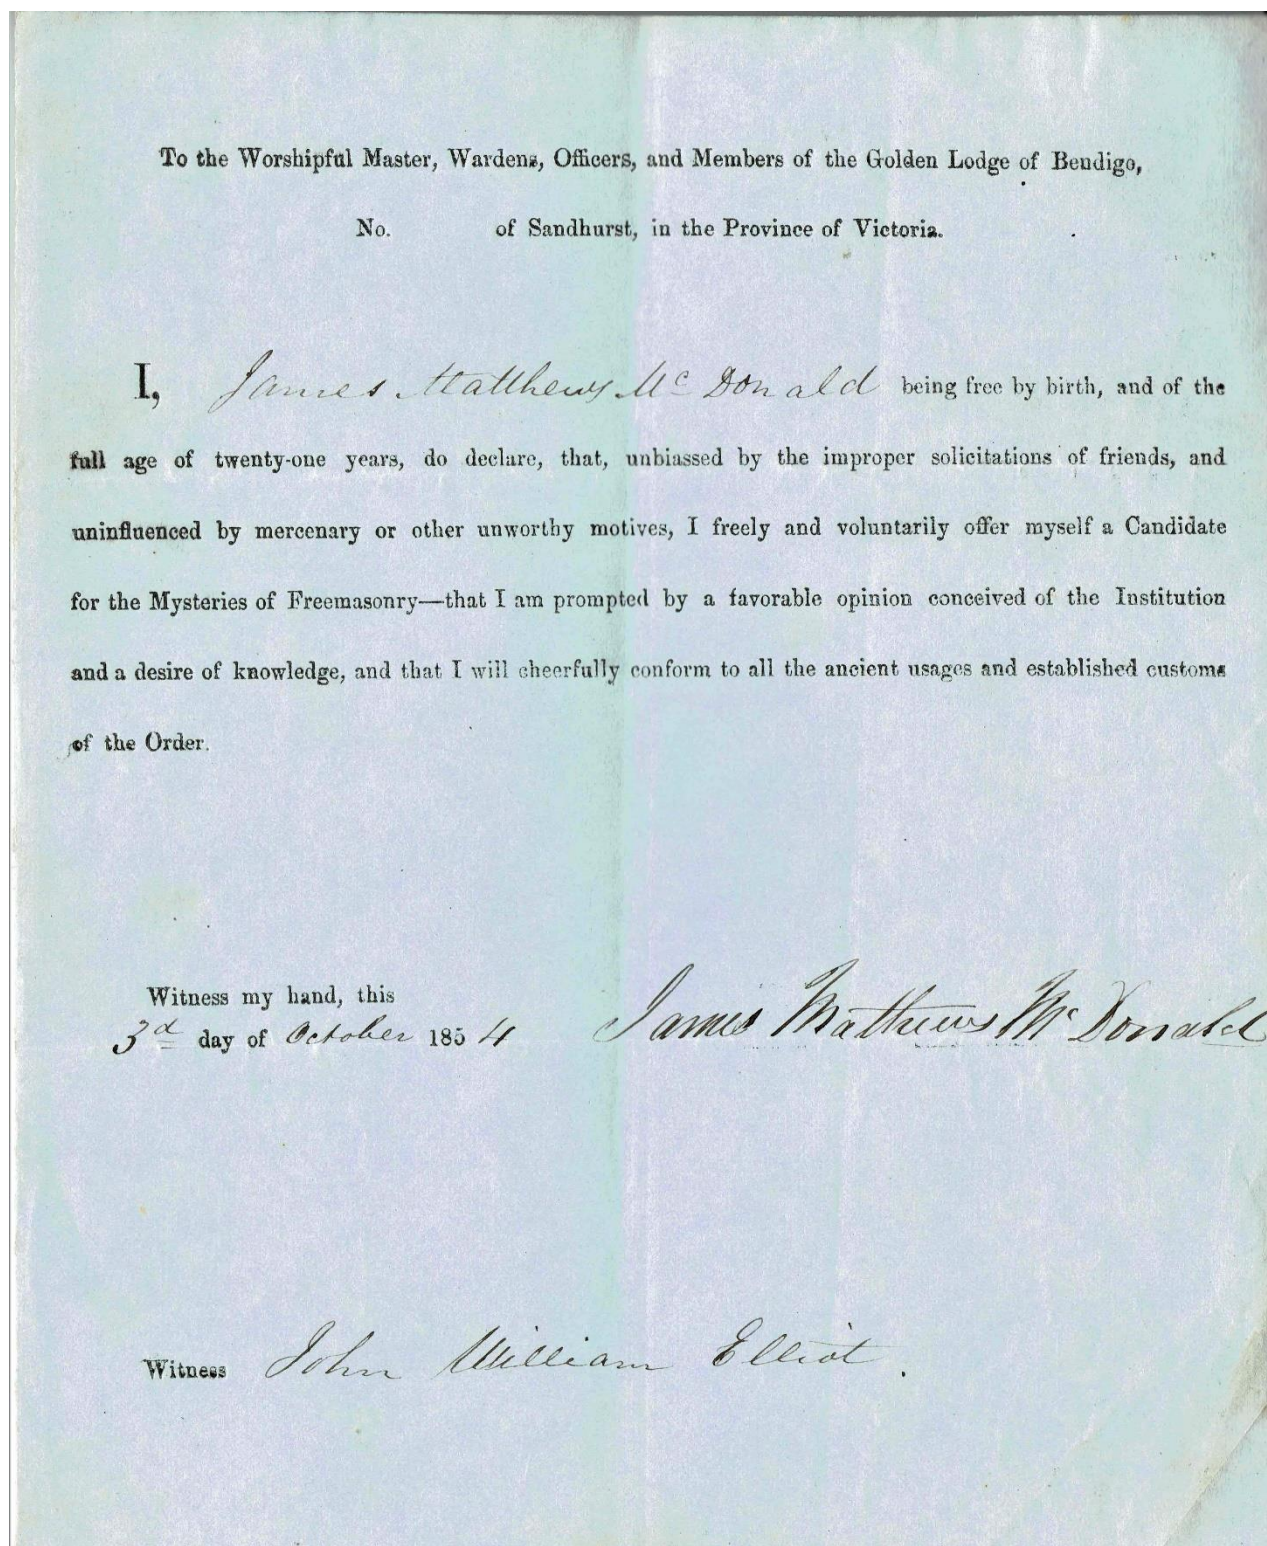 To the Worshipful Master, Wardens, Officers, and Members of the Golden Lodge of Bendigo,
No. of Sandhurst, in the Province of Victoria.
I, James Matthews Mc Donald being free by birth, and of the
full age of twenty-one years, do declare, that, unbiassed by the improper solicitations of friends, and
uninfluenced by mercenary or other unworthy motives, I freely and voluntarily offer myself a Candidate
for the Mysteries of Freemasonry—that I am prompted by a favorable opinion conceived of the Institution
and a desire of knowledge, and that I will cheerfully conform to all the ancient usages and established customs
of the Order.
Witness my hand, this
3d day of October 1854 James Mathews McDonald
Witness John William Elliot.